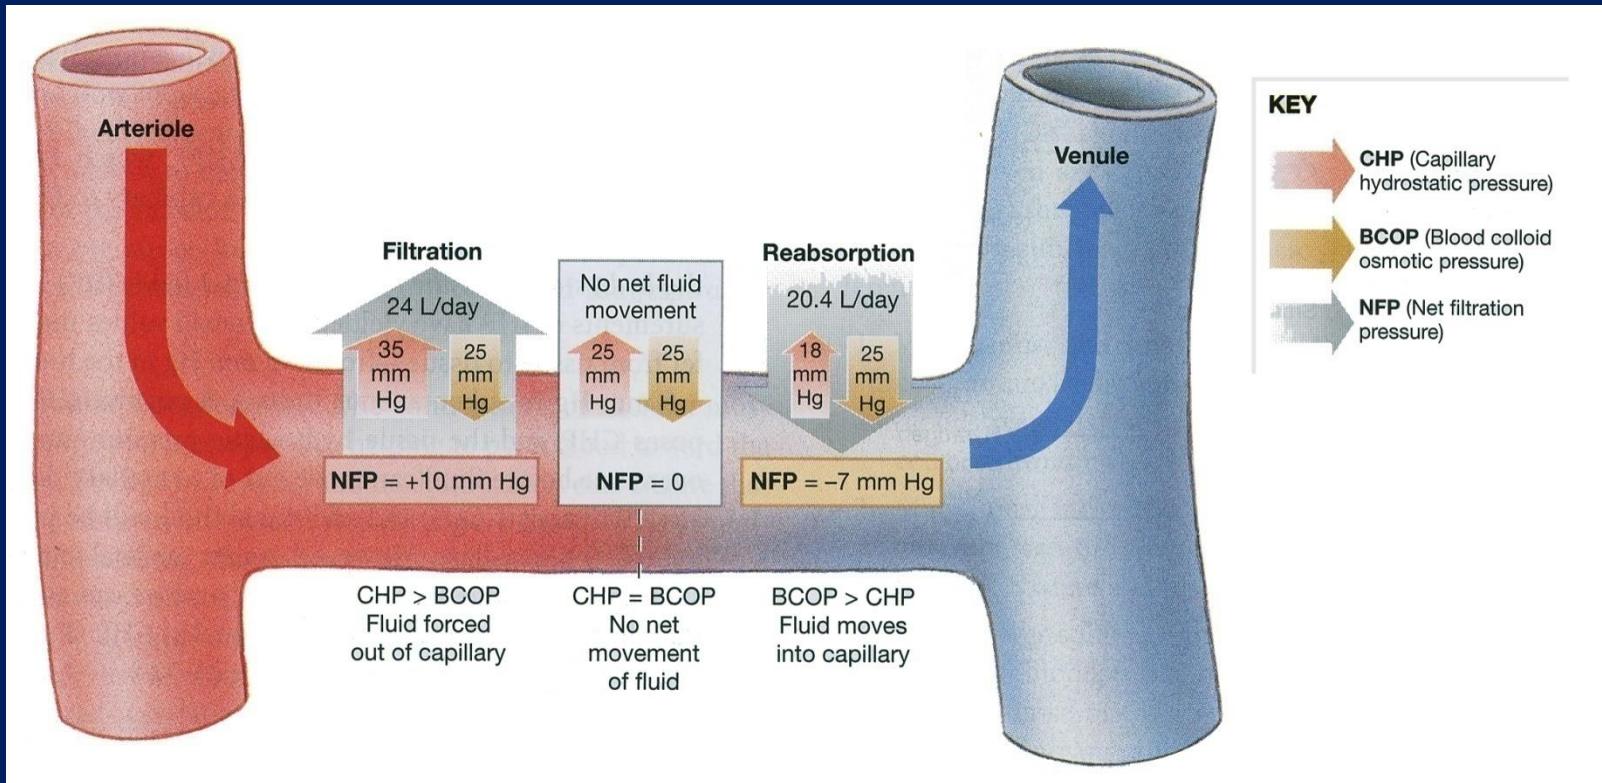 Arteriole
Venule
Filtration
24 L/day
35
mm
Hg
25
mm
Hg
NFP = +10 mm Hg
CHP > BCOP
Fluid forced
out of capillary
No net fluid
movement
25
mm
Hg
25
mm
Hg
NFP = 0
CHP = BCOP
No net
movement
of fluid
Reabsorption
20.4 L/day
18
mm
Hg
25
mm
Hg
NFP = –7 mm Hg
BCOP > CHP
Fluid moves
into capillary
KEY
CHP (Capillary
hydrostatic pressure)
BCOP (Blood colloid
osmotic pressure)
NFP (Net filtration
pressure)